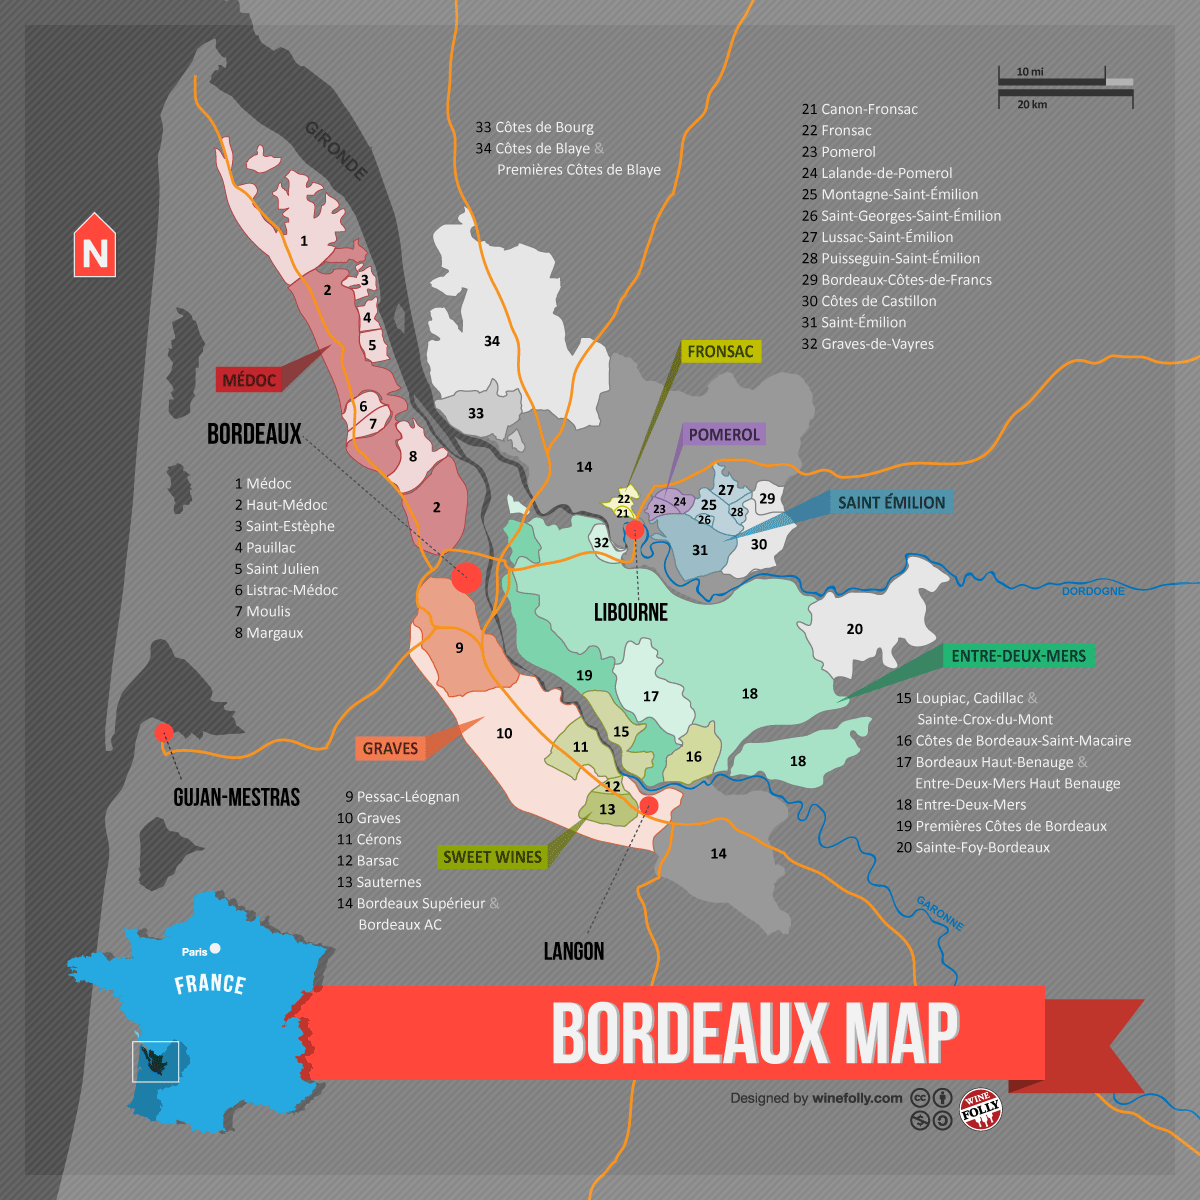 10 mi
20 km
GIRONDE
33 Côtes de Bourg
34 Côtes de Blaye &
Premières Côtes de Blaye
21 Canon-Fronsac
22 Fronsac
23 Pomerol
24 Lalande-de-Pomerol
25 Montagne-Saint-Émilion
26 Saint-Georges-Saint-Émilion
27 Lussac-Saint-Émilion
28 Puisseguin-Saint-Émilion
29 Bordeaux-Côtes-de-Francs
30 Côtes de Castillon
31 Saint-Émilion
32 Graves-de-Vayres
N
1
2
3
4
5
34
33
6
7
8
2
14
MÉDOC
FRONSAC
POMEROL
SAINT ÉMILION
BORDEAUX
22
21
23
24
25
26
27
28
29
30
31
32
1 Médoc
2 Haut-Médoc
3 Saint-Estèphe
4 Pauillac
5 Saint Julien
6 Listrac-Médoc
7 Moulis
8 Margaux
DORDOGNE
LIBOURNE
20
9
19
17
18
ENTRE-DEUX-MERS
10
11
15
16
18
12
13
14
GRAVES
15 Loupiac, Cadillac &
Sainte-Crox-du-Mont
16 Côtes de Bordeaux-Saint-Macaire
17 Bordeaux Haut-Benauge &
Entre-Deux-Mers Haut Benauge
18 Entre-Deux-Mers
19 Premières Côtes de Bordeaux
20 Sainte-Foy-Bordeaux
GUJAN-MESTRAS
9 Pessac-Léognan
10 Graves
11 Cérons
12 Barsac
13 Sauternes
14 Bordeaux Supérieur &
Bordeaux AC
SWEET WINES
GARONNE
LANGON
Paris
FRANCE
BORDEAUX MAP
Designed by winefolly.com
cc
WINE
FOLLY